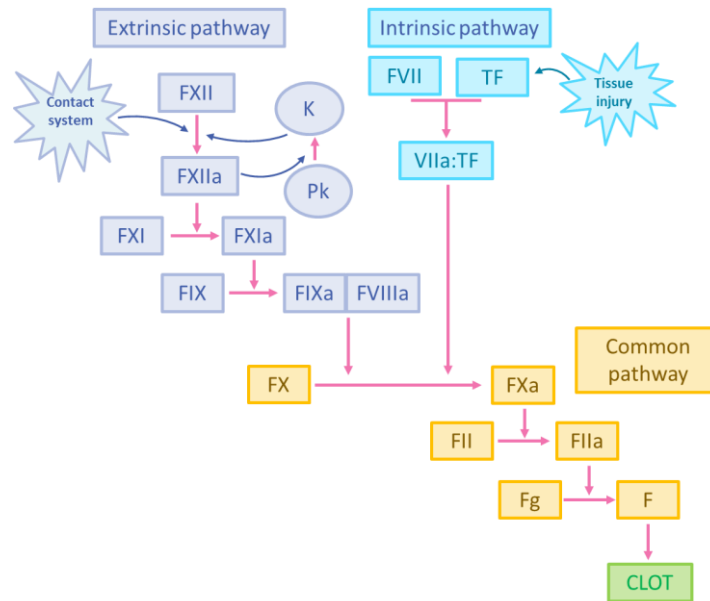 Extrinsic pathway
Intrinsic pathway
Contact
system
FXII
K
FVII
TF
Tissue
injury
FXIIa
Pk
VIIa:TF
FXI
FXIa
FIX
FIXa
FVIIIa
Common
pathway
FX
FXa
FII
FIIa
Fg
F
CLOT